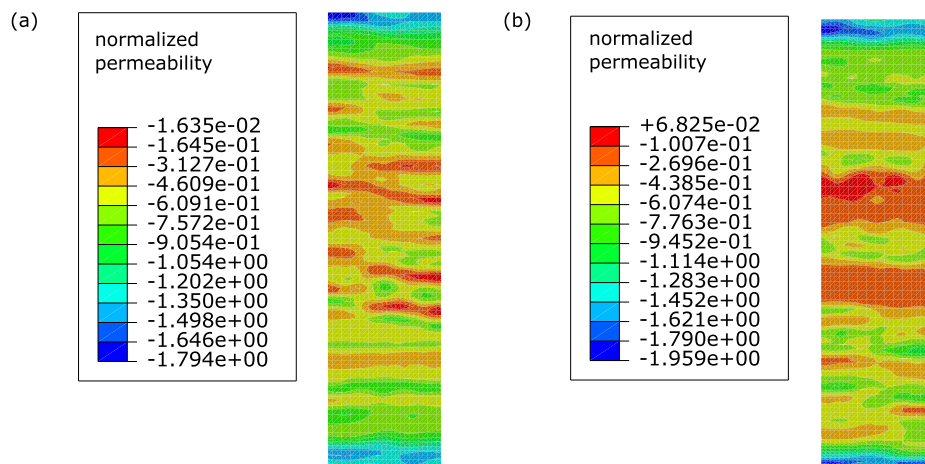 (a)
normalized
permeability
-1.635e-02
-1.645e-01
-3.127e-01
-4.609e-01
-6.091e-01
-7.572e-01
-9.054e-01
-1.054e+00
-1.202e+00
-1.350e+00
-1.498e+00
-1.646e+00
-1.794e+00
(b)
normalized
permeability
+6.825e-02
-1.007e-01
-2.696e-01
-4.385e-01
-6.074e-01
-7.763e-01
-9.452e-01
-1.114e+00
-1.283e+00
-1.452e+00
-1.621e+00
-1.790e+00
-1.959e+00